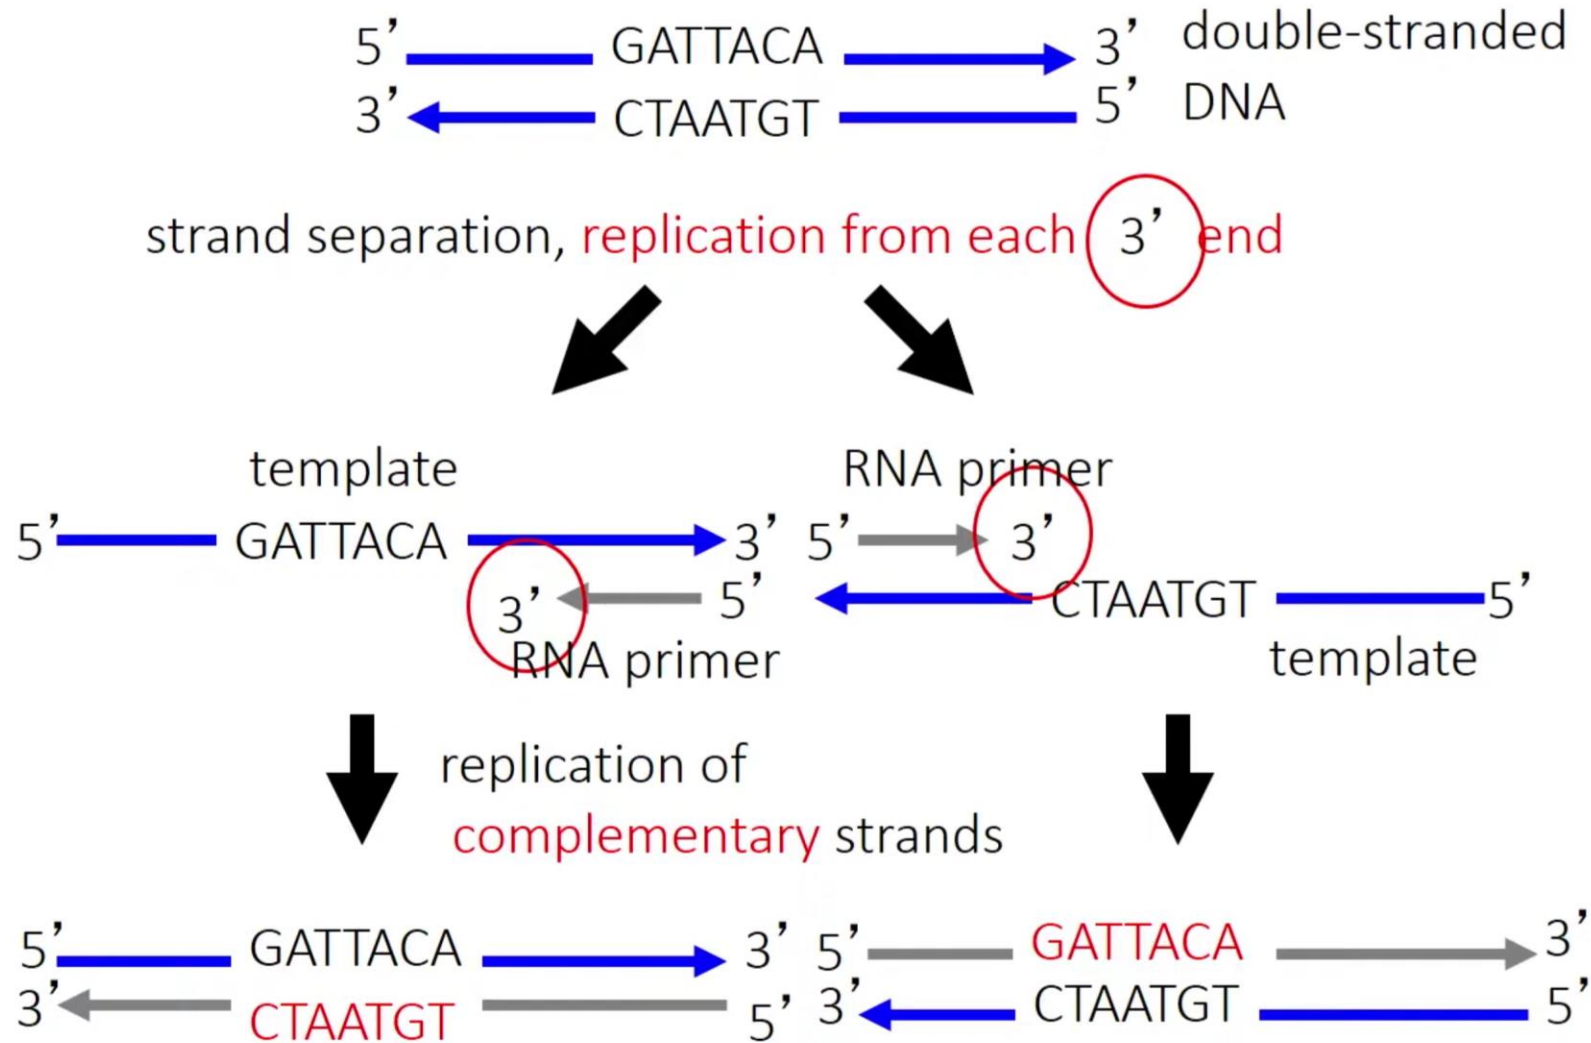 5’ GATTACA 3’ double-stranded
3’ CTAATGT 5’ DNA
strand separation, replication from each 3’ end
template RNA primer
5’ GATTACA 3’ 5’ 3’
3’ 5’ CTAATGT 5’
RNA primer template
replication of
complementary strands
5’ GATTACA 3’ 5’ GATTACA 3’
3’ CTAATGT 5’ 3’ CTAATGT 5’